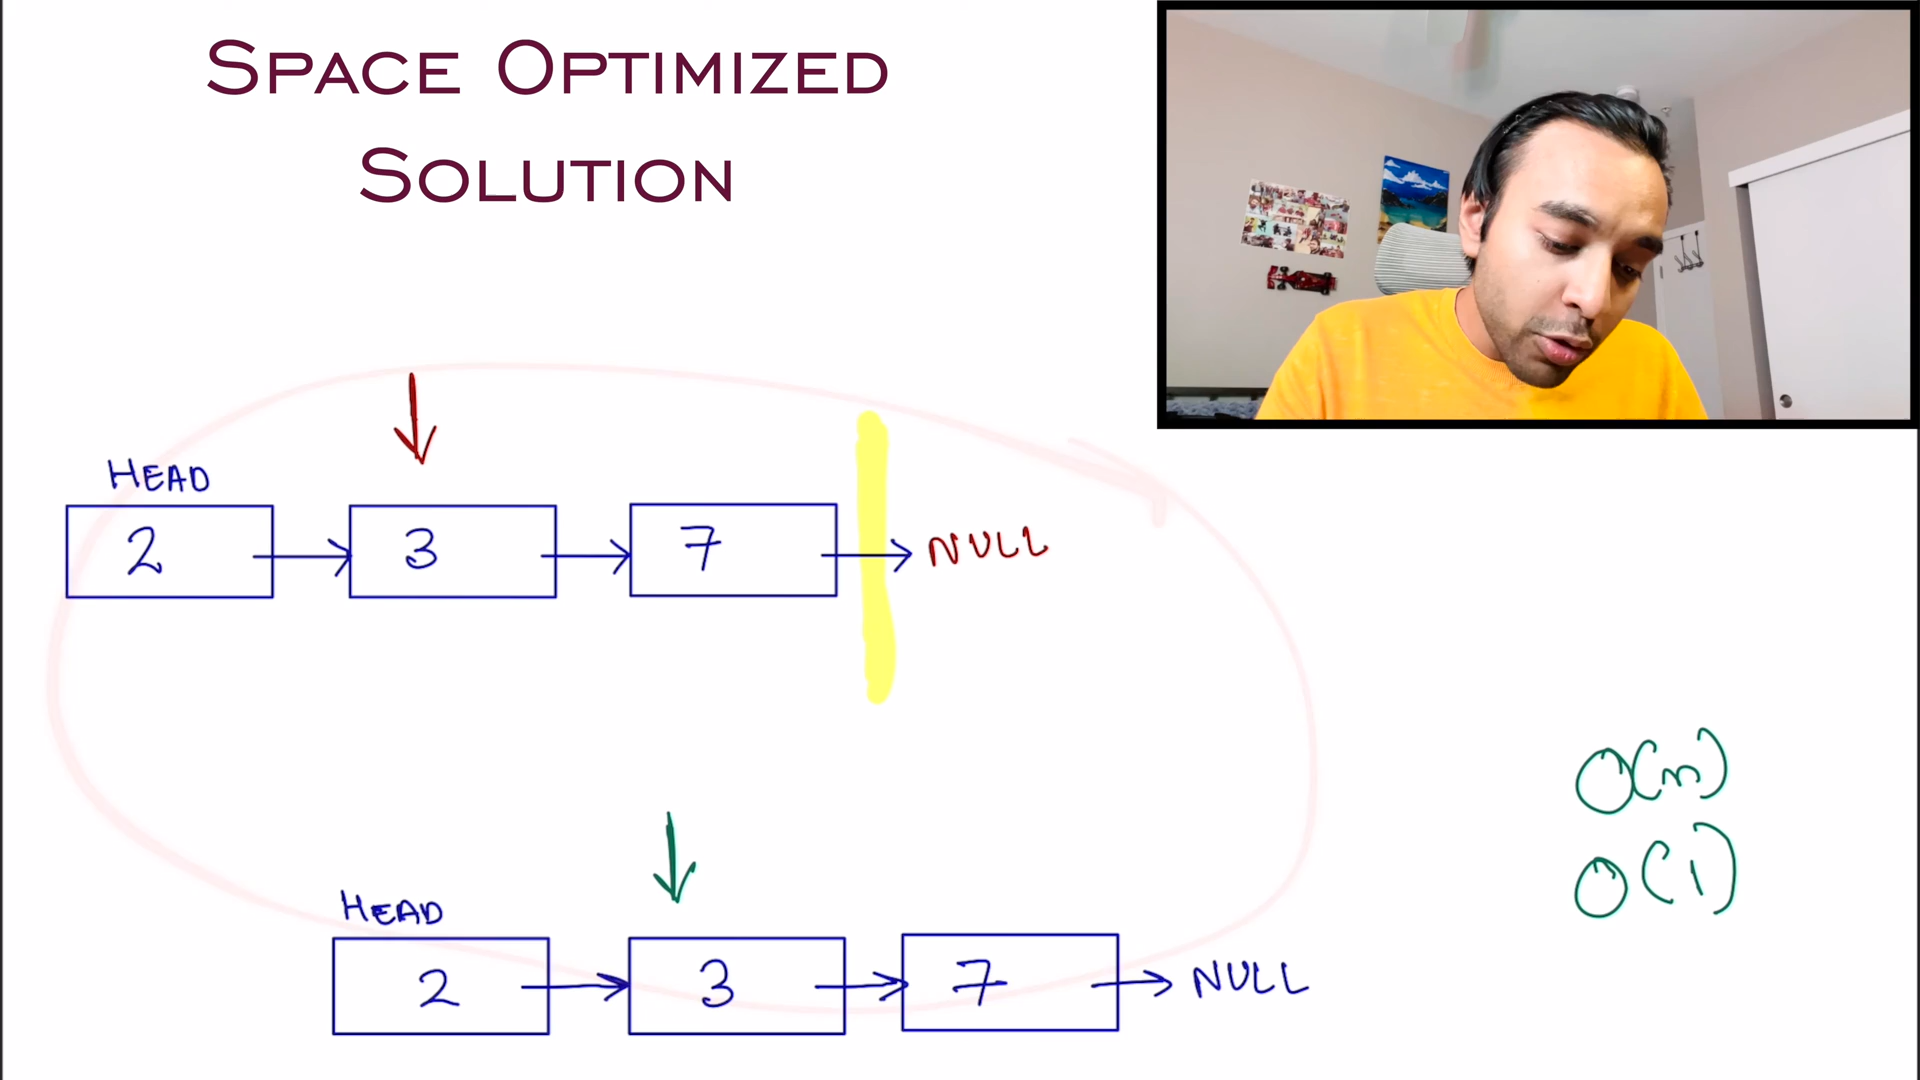 SPACE OPTIMIZED
SOLUTION
HEAD
2 3 7 NULL
O(n)
O(1)
HEAD
2 3 7 NULL